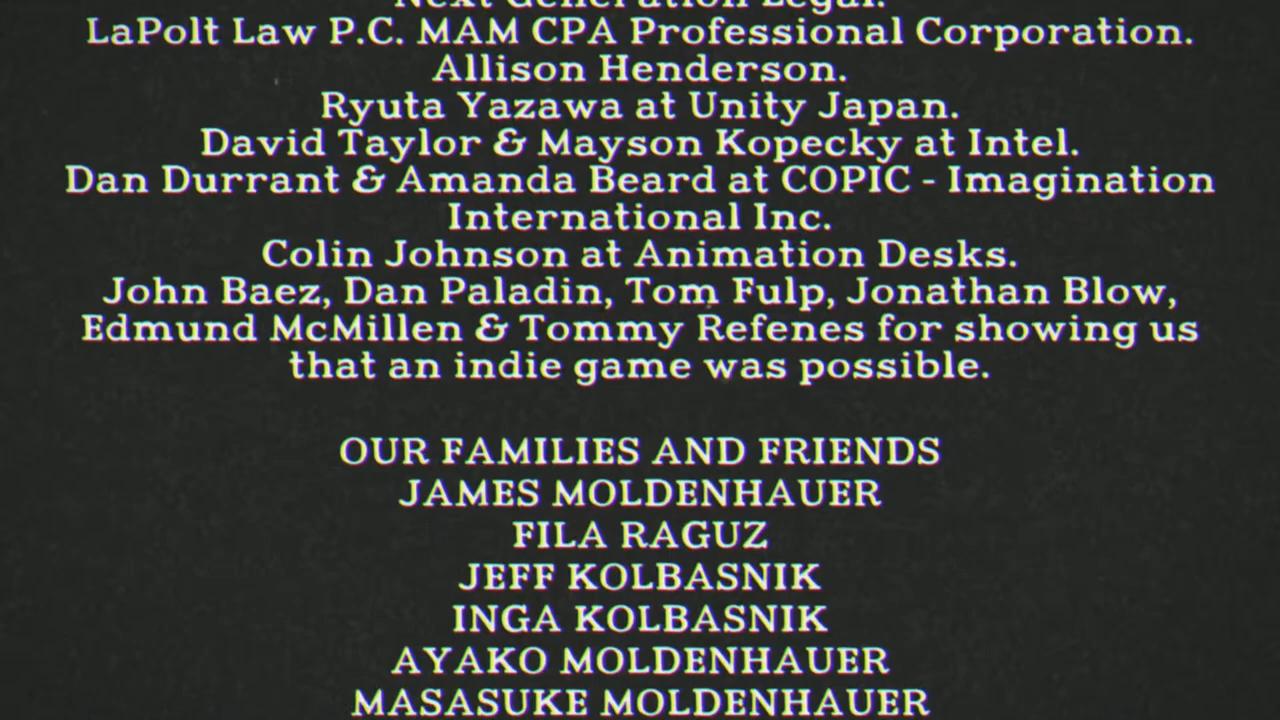 Next Generation Legal.
LaPolt Law P.C. MAM CPA Professional Corporation.
Allison Henderson.
Ryuta Yazawa at Unity Japan.
David Taylor & Mayson Kopecky at Intel.
Dan Durrant & Amanda Beard at COPIC - Imagination
International Inc.
Colin Johnson at Animation Desks.
John Baez, Dan Paladin, Tom Fulp, Jonathan Blow,
Edmund McMillen & Tommy Refenes for showing us
that an indie game was possible.
OUR FAMILIES AND FRIENDS
JAMES MOLDENHAUER
FILA RAGUZ
JEFF KOLBASNIK
INGA KOLBASNIK
AYAKO MOLDENHAUER
MASASUKE MOLDENHAUER